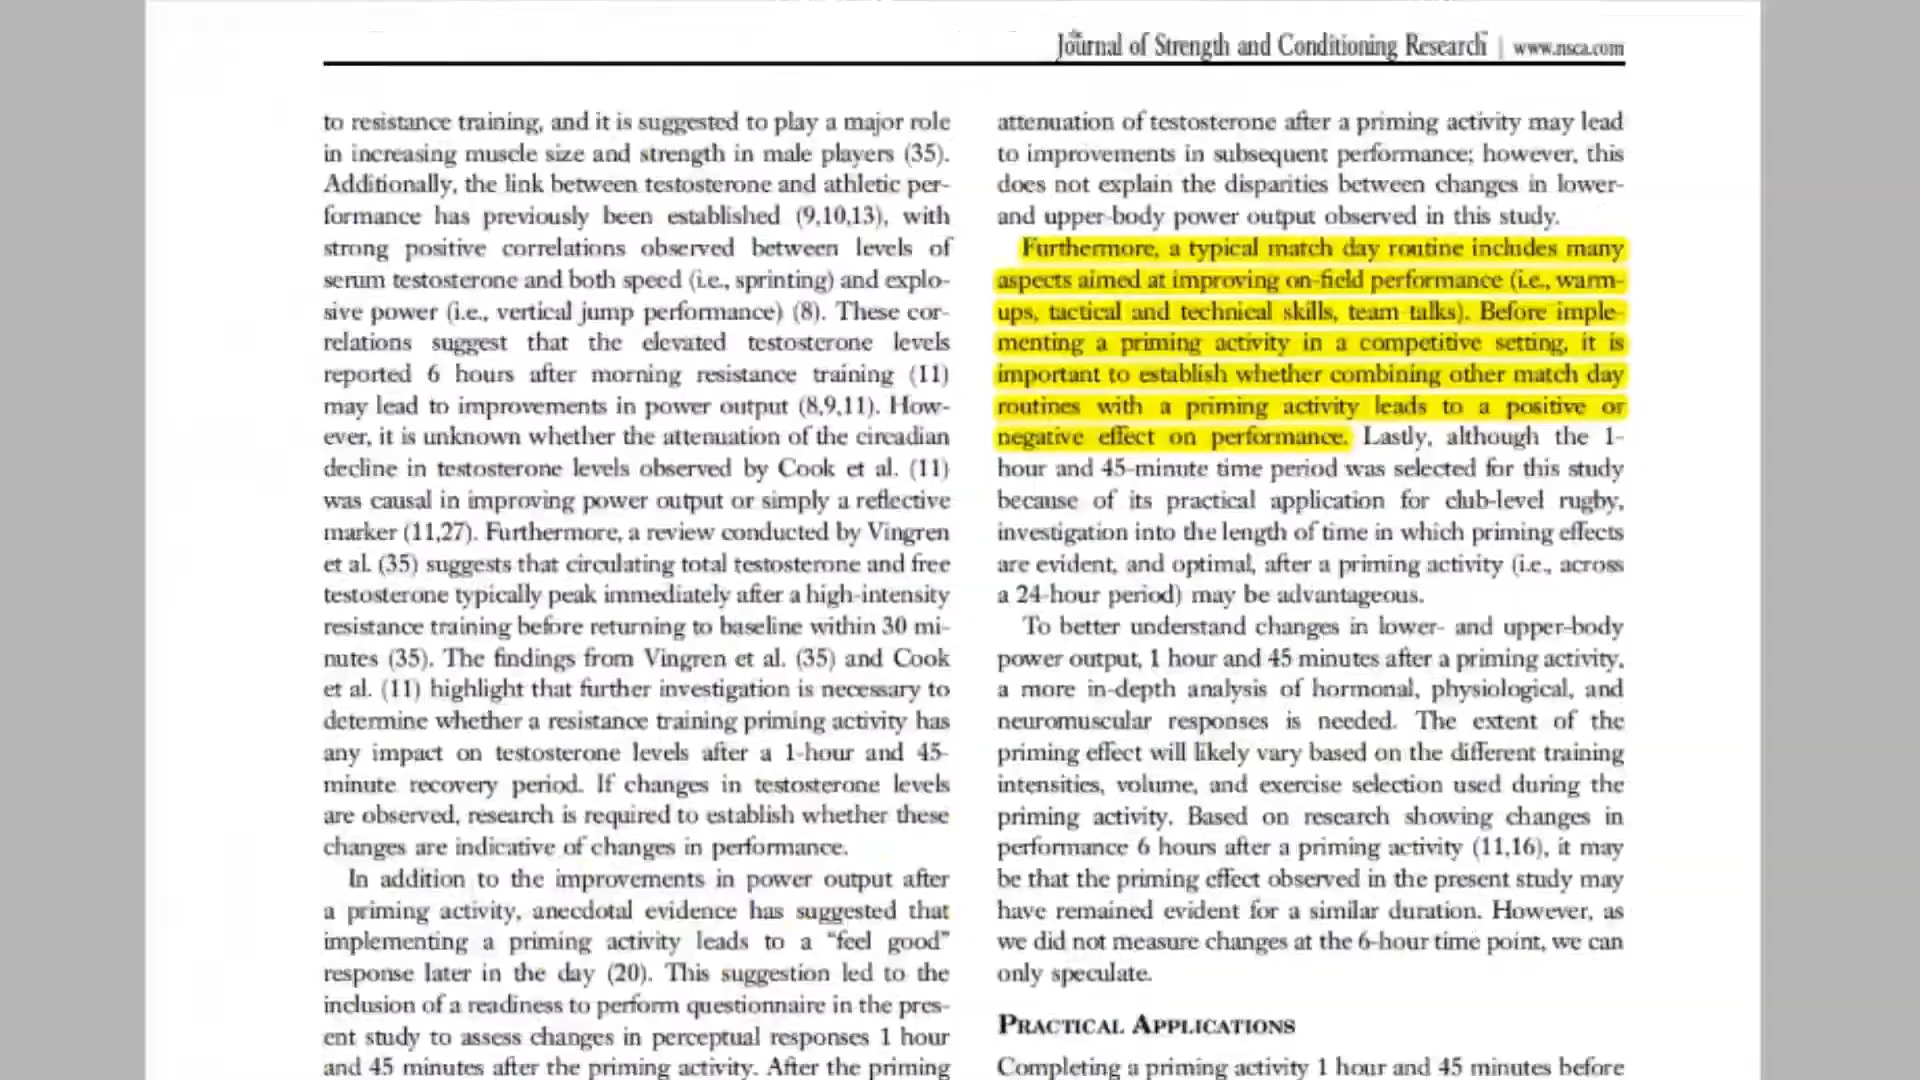 Journal of Strength and Conditioning Research | www.nsca.com
to resistance training, and it is suggested to play a major role
in increasing muscle size and strength in male players (35).
Additionally, the link between testosterone and athletic per-
formance has previously been established (9,10,13), with
strong positive correlations observed between levels of
serum testosterone and both speed (i.e., sprinting) and explo-
sive power (i.e., vertical jump performance) (8). These cor-
relations suggest that the elevated testosterone levels
reported 6 hours after morning resistance training (11)
may lead to improvements in power output (8,9,11). How-
ever, it is unknown whether the attenuation of the circadian
decline in testosterone levels observed by Cook et al. (11)
was causal in improving power output or simply a reflective
marker (11,27). Furthermore, a review conducted by Vingren
et al. (35) suggests that circulating total testosterone and free
testosterone typically peak immediately after a high-intensity
resistance training before returning to baseline within 30 mi-
nutes (35). The findings from Vingren et al. (35) and Cook
et al. (11) highlight that further investigation is necessary to
determine whether a resistance training priming activity has
any impact on testosterone levels after a 1-hour and 45-
minute recovery period. If changes in testosterone levels
are observed, research is required to establish whether these
changes are indicative of changes in performance.
In addition to the improvements in power output after
a priming activity, anecdotal evidence has suggested that
implementing a priming activity leads to a “feel good”
response later in the day (20). This suggestion led to the
inclusion of a readiness to perform questionnaire in the pres-
ent study to assess changes in perceptual responses 1 hour
and 45 minutes after the priming activity. After the priming
attenuation of testosterone after a priming activity may lead
to improvements in subsequent performance; however, this
does not explain the disparities between changes in lower-
and upper-body power output observed in this study.
Furthermore, a typical match day routine includes many
aspects aimed at improving on-field performance (i.e., warm-
ups, tactical and technical skills, team talks). Before imple-
menting a priming activity in a competitive setting, it is
important to establish whether combining other match day
routines with a priming activity leads to a positive or
negative effect on performance. Lastly, although the 1-
hour and 45-minute time period was selected for this study
because of its practical application for club-level rugby,
investigation into the length of time in which priming effects
are evident, and optimal, after a priming activity (i.e., across
a 24-hour period) may be advantageous.
To better understand changes in lower- and upper-body
power output, 1 hour and 45 minutes after a priming activity,
a more in-depth analysis of hormonal, physiological, and
neuromuscular responses is needed. The extent of the
priming effect will likely vary based on the different training
intensities, volume, and exercise selection used during the
priming activity. Based on research showing changes in
performance 6 hours after a priming activity (11,16), it may
be that the priming effect observed in the present study may
have remained evident for a similar duration. However, as
we did not measure changes at the 6-hour time point, we can
only speculate.
PRACTICAL APPLICATIONS
Completing a priming activity 1 hour and 45 minutes before